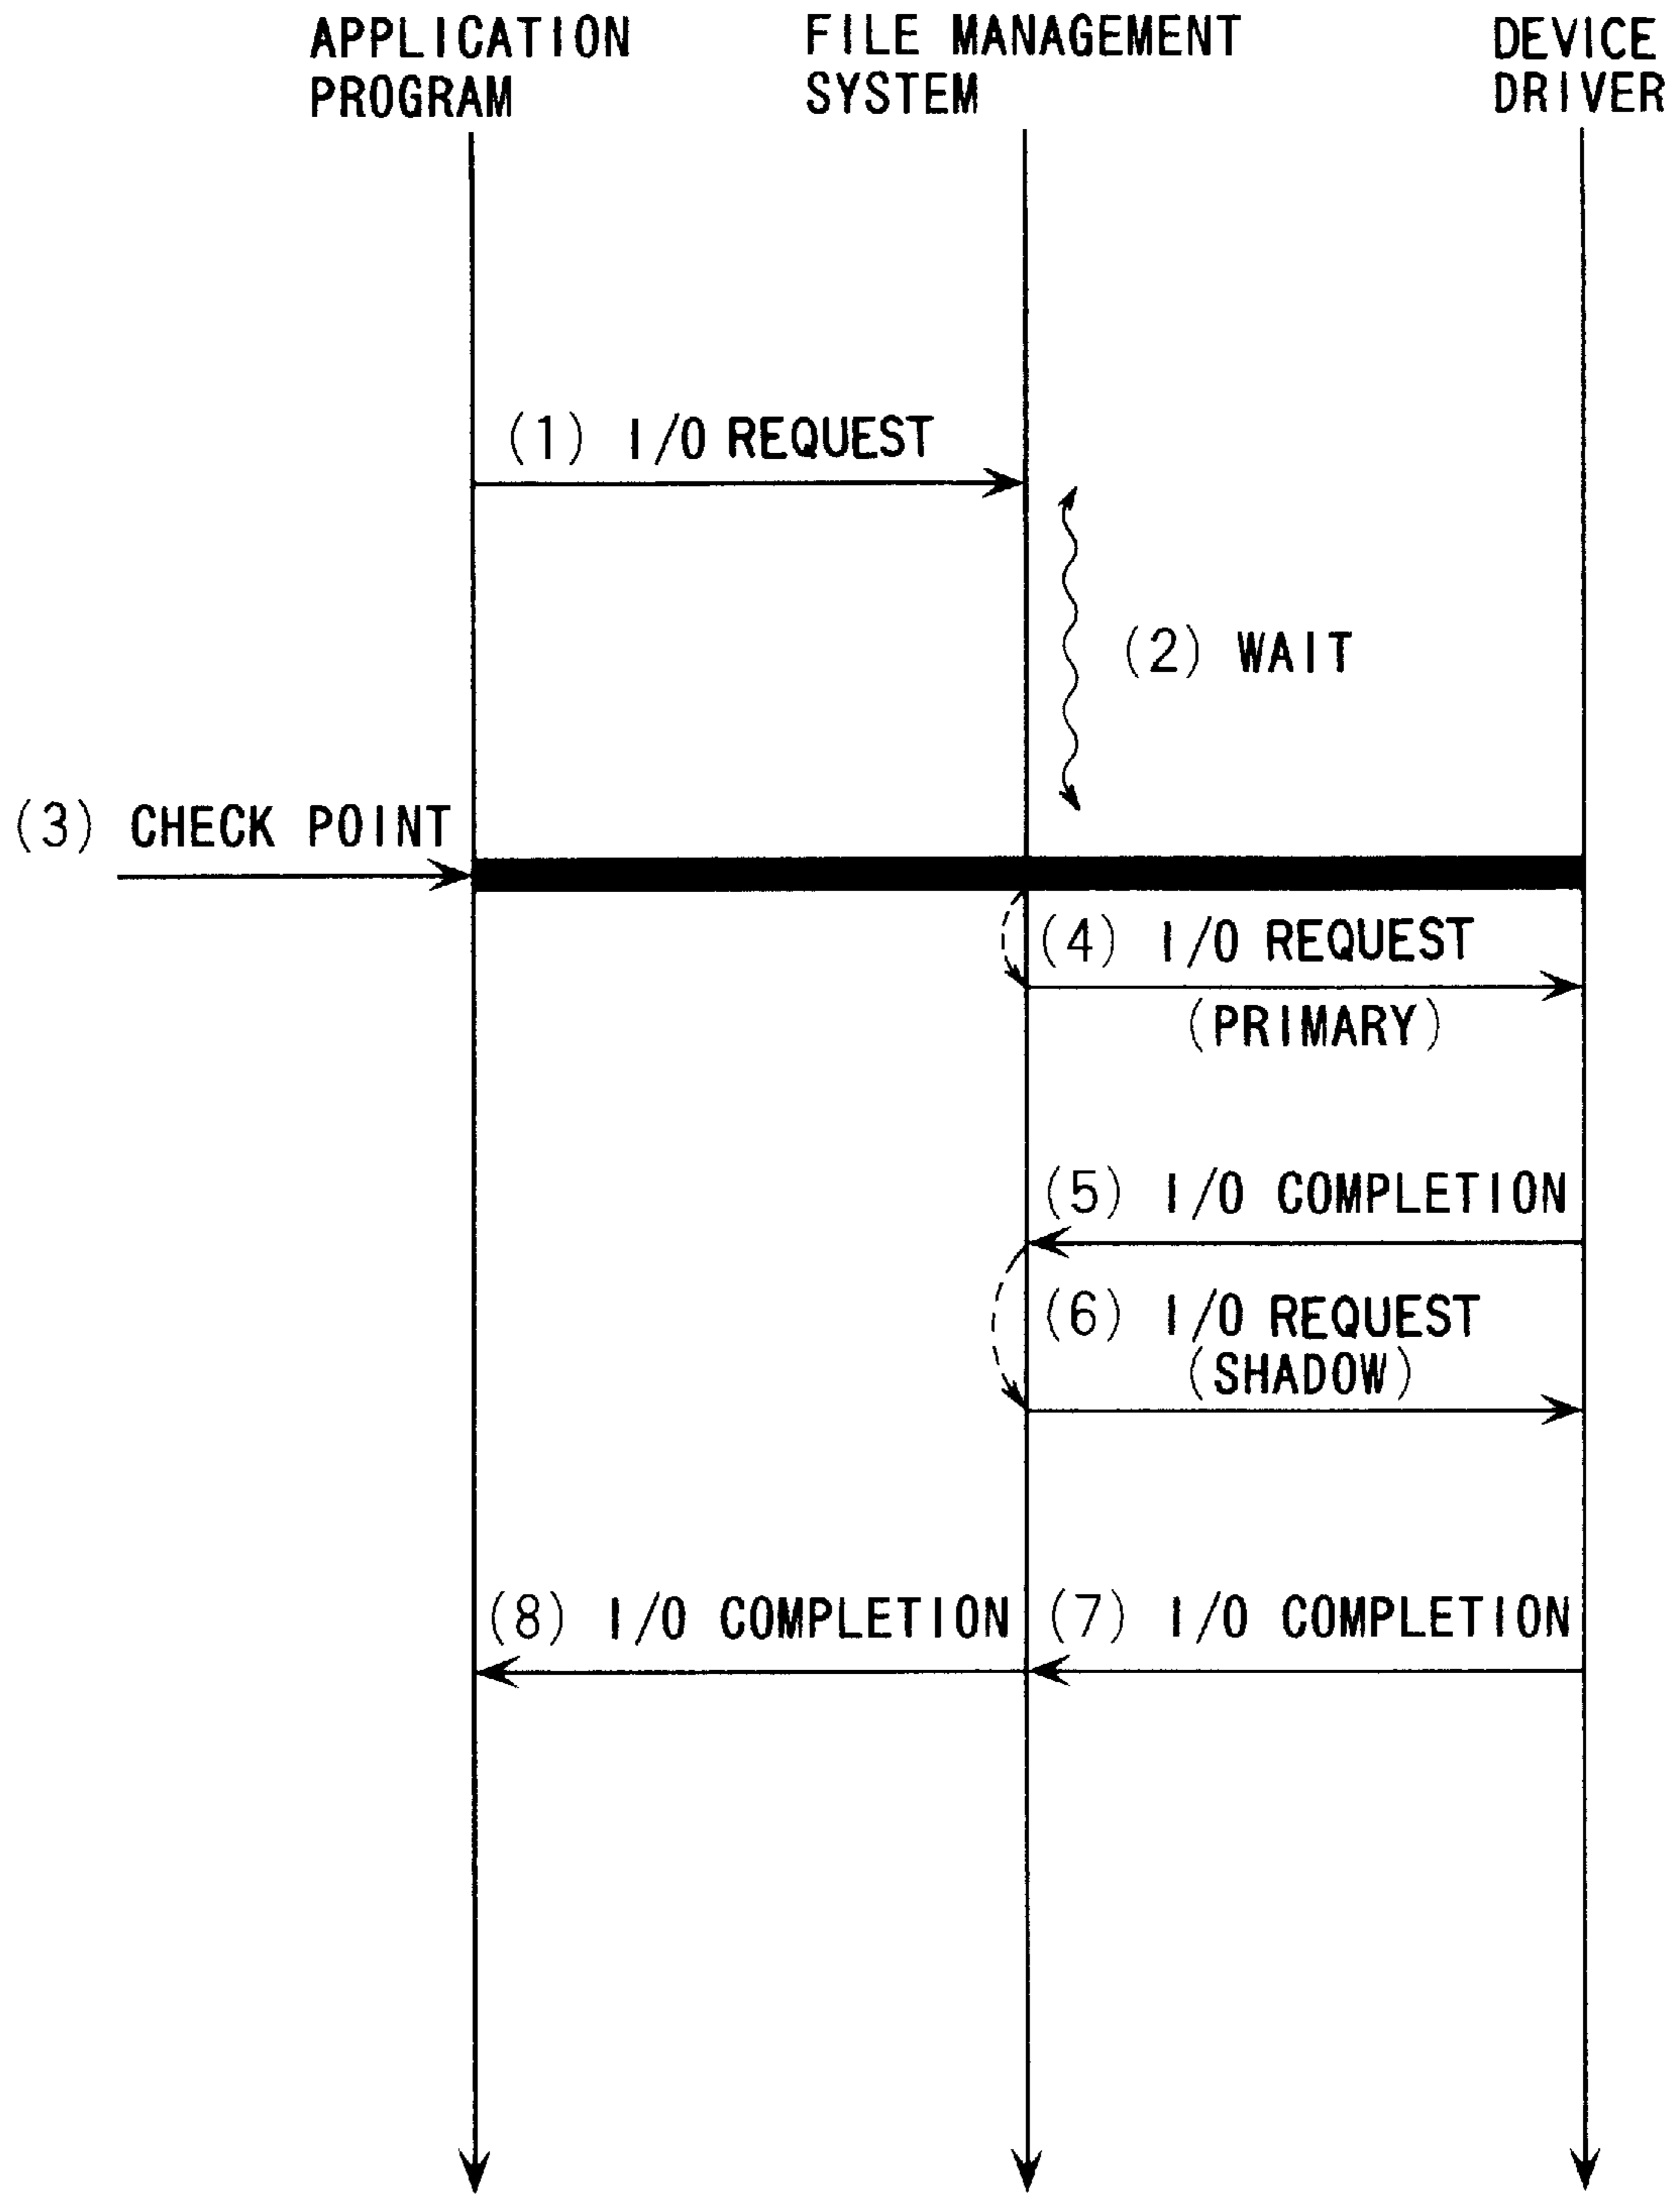 APPLICATION
PROGRAM
FILE MANAGEMENT
SYSTEM
DEVICE
DRIVER
(1) I/O REQUEST
(2) WAIT
(3) CHECK POINT
(4) I/O REQUEST
(PRIMARY)
(5) I/O COMPLETION
(6) I/O REQUEST
(SHADOW)
(8) I/O COMPLETION
(7) I/O COMPLETION